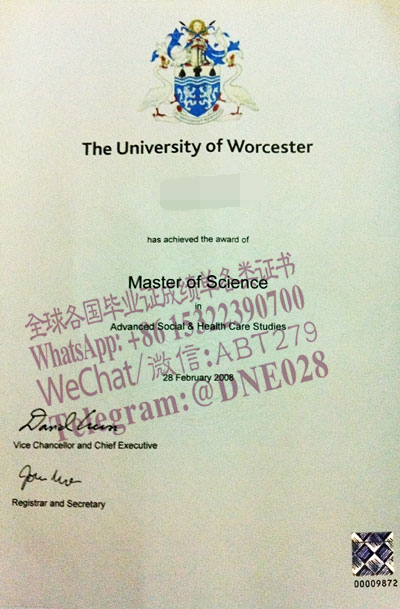 The University of Worcester
has achieved the award of
Master of Science
in
Advanced Social & Health Care Studies
28 February 2008
全球各国毕业证成绩单各类证书
WhatsApp: +86 15322390700
WeChat/微信:ABT279
Telegram:@DNE028
Vice Chancellor and Chief Executive
Registrar and Secretary
00009872